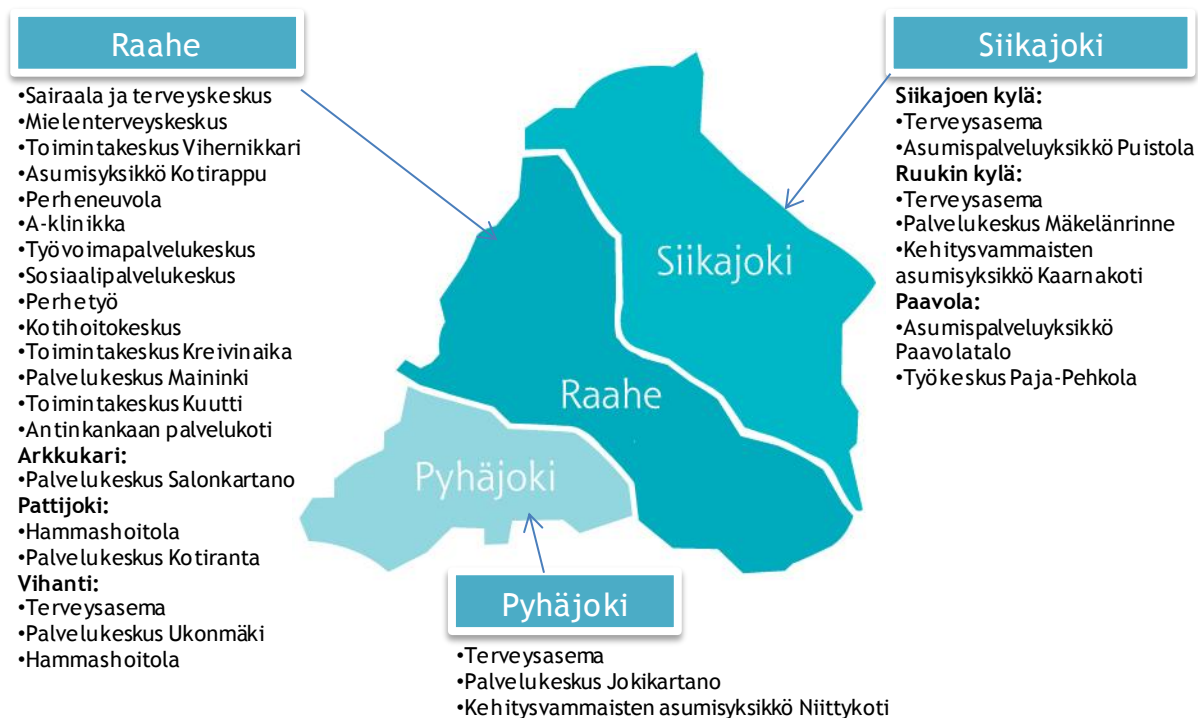 Raahe
•Sairaala ja terveyskeskus
•Mielenterveyskeskus
•Toimintakeskus Vihernikkari
•Asumisyksikkö Kotirappu
•Perheneuvola
•A-klinikka
•Työvoimapalvelukeskus
•Sosiaalipalvelukeskus
•Perhetyö
•Kotihoitokeskus
•Toimintakeskus Kreivinaika
•Palvelukeskus Maininki
•Toimintakeskus Kuutti
•Antinkankaan palvelukoti
Arkkukari:
•Palvelukeskus Salonkartano
Pattijoki:
•Hammashoitola
•Palvelukeskus Kotiranta
Vihanti:
•Terveysasema
•Palvelukeskus Ukonmäki
•Hammashoitola
Siikajoki
Raahe
Pyhäjoki
Siikajoki
Siikajoen kylä:
•Terveysasema
•Asumispalveluyksikkö Puistola
Ruukin kylä:
•Terveysasema
•Palvelukeskus Mäkelänrinne
•Kehitysvammaisten
asumisyksikkö Kaarnakoti
Paavola:
•Asumispalveluyksikkö
Paavolatalo
•Työkeskus Paja-Pehkola
Pyhäjoki
•Terveysasema
•Palvelukeskus Jokikartano
•Kehitysvammaisten asumisyksikkö Niittykoti